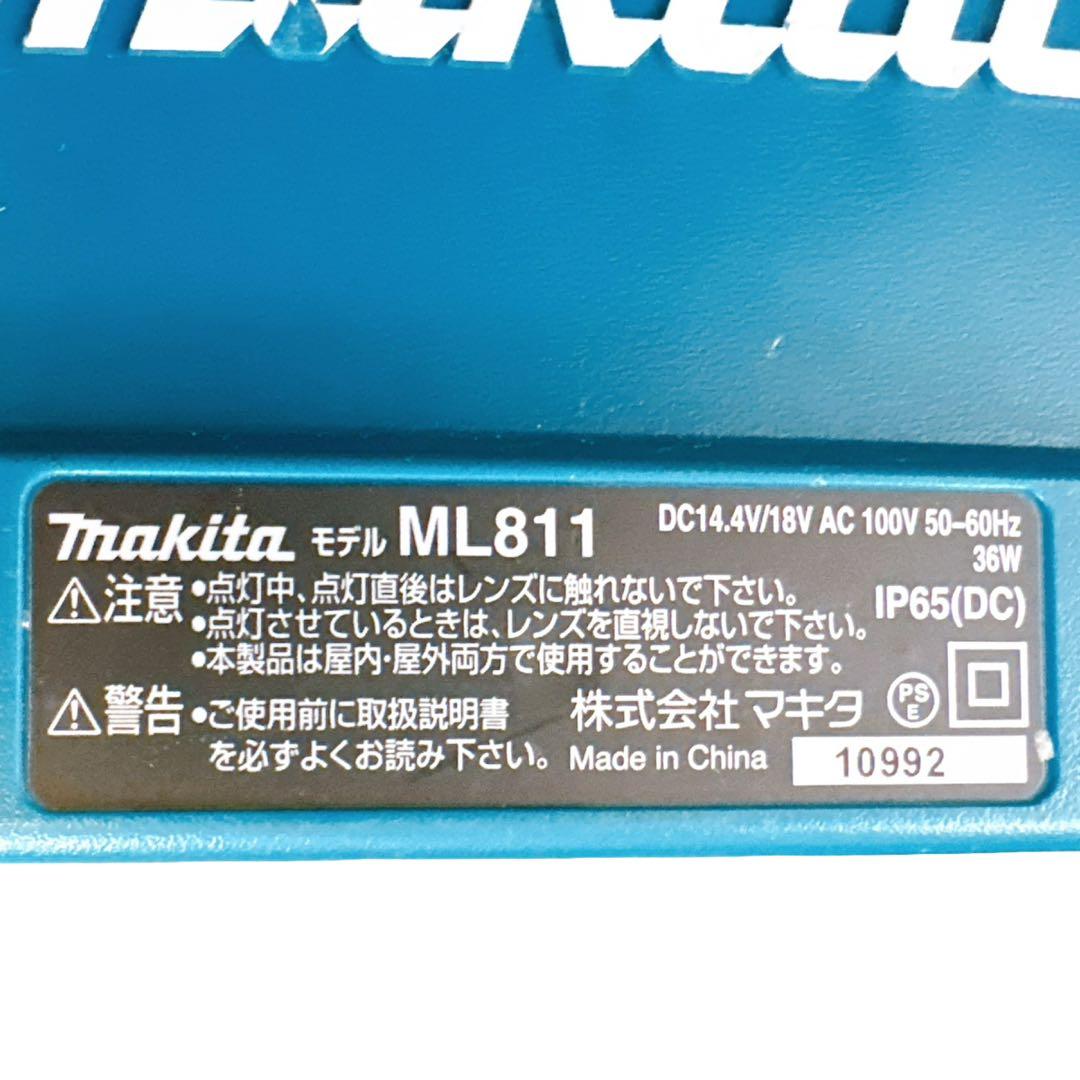 makita
makita モデル ML811 DC14.4V/18V AC 100V 50-60Hz
36W
注意 •点灯中、点灯直後はレンズに触れないで下さい。
•点灯させているときは、レンズを直視しないで下さい。 IP65(DC)
•本製品は屋内・屋外両方で使用することができます。
警告 •ご使用前に取扱説明書 株式会社マキタ PSE
を必ずよくお読み下さい。 Made in China 10992